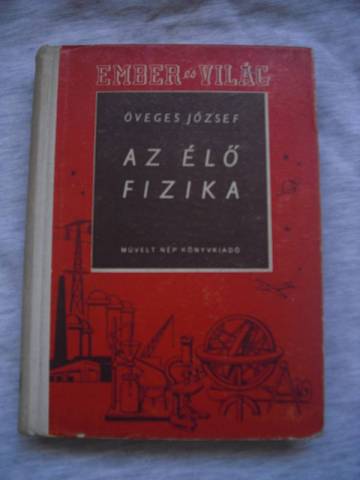 EMBER és VILÁG
ÖVEGES JÓZSEF
AZ ÉLŐ
FIZIKA
MŰVELT NÉP KÖNYVKIADÓ